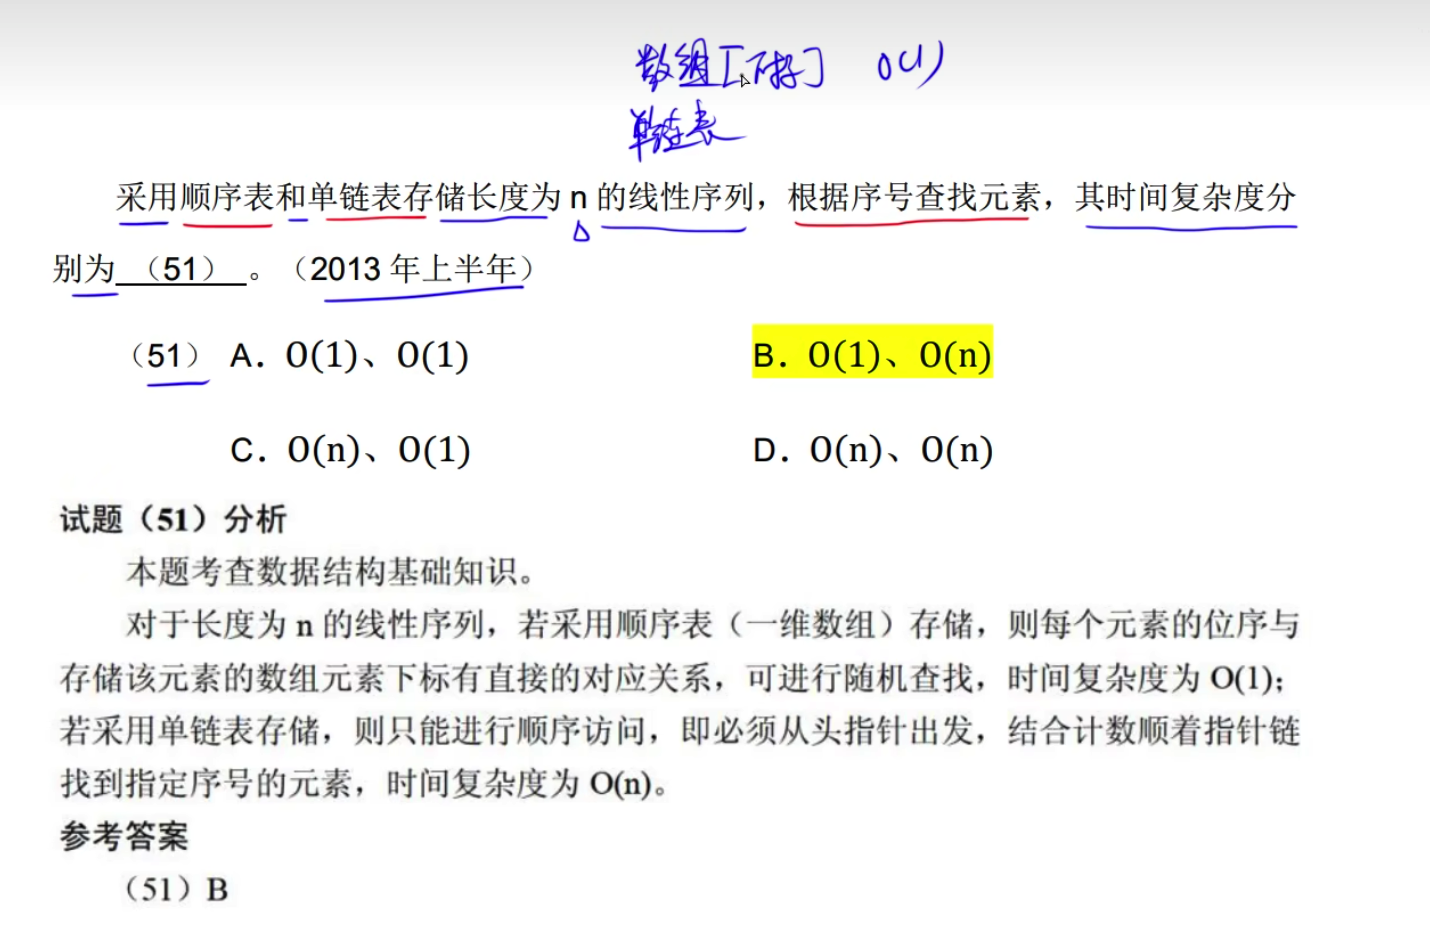 数组[下标] O(1)
单链表
采用顺序表和单链表存储长度为 n 的线性序列，根据序号查找元素，其时间复杂度分
别为 （51） 。（2013 年上半年）
（51） A. O(1)、O(1) B. O(1)、O(n)
C. O(n)、O(1) D. O(n)、O(n)
试题（51）分析
本题考查数据结构基础知识。
对于长度为 n 的线性序列，若采用顺序表（一维数组）存储，则每个元素的位序与
存储该元素的数组元素下标有直接的对应关系，可进行随机查找，时间复杂度为 O(1)；
若采用单链表存储，则只能进行顺序访问，即必须从头指针出发，结合计数顺着指针链
找到指定序号的元素，时间复杂度为 O(n)。
参考答案
（51）B